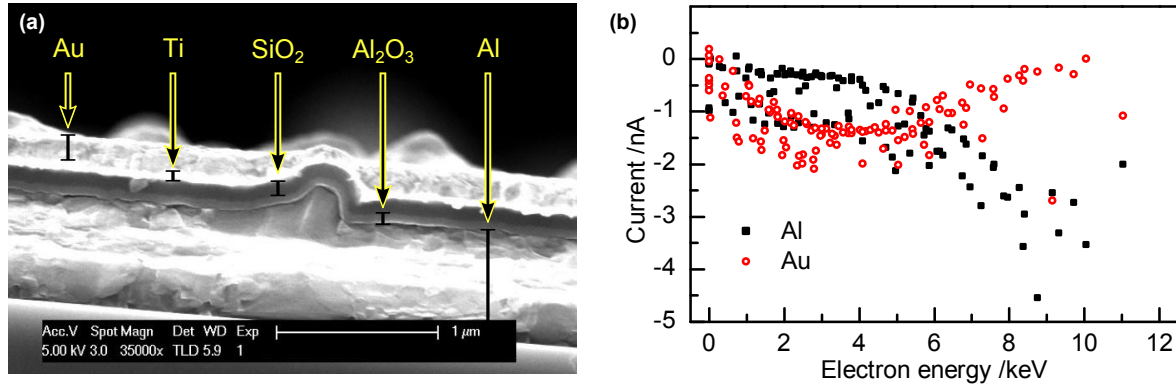 (a)
Au Ti SiO₂ Al₂O₃ Al
Acc.V Spot Magn Det WD Exp
5.00 kV 3.0 35000x TLD 5.9 1
1 µm
(b)
Current /nA
0
-1
-2
-3
-4
-5
Al
Au
0 2 4 6 8 10 12
Electron energy /keV